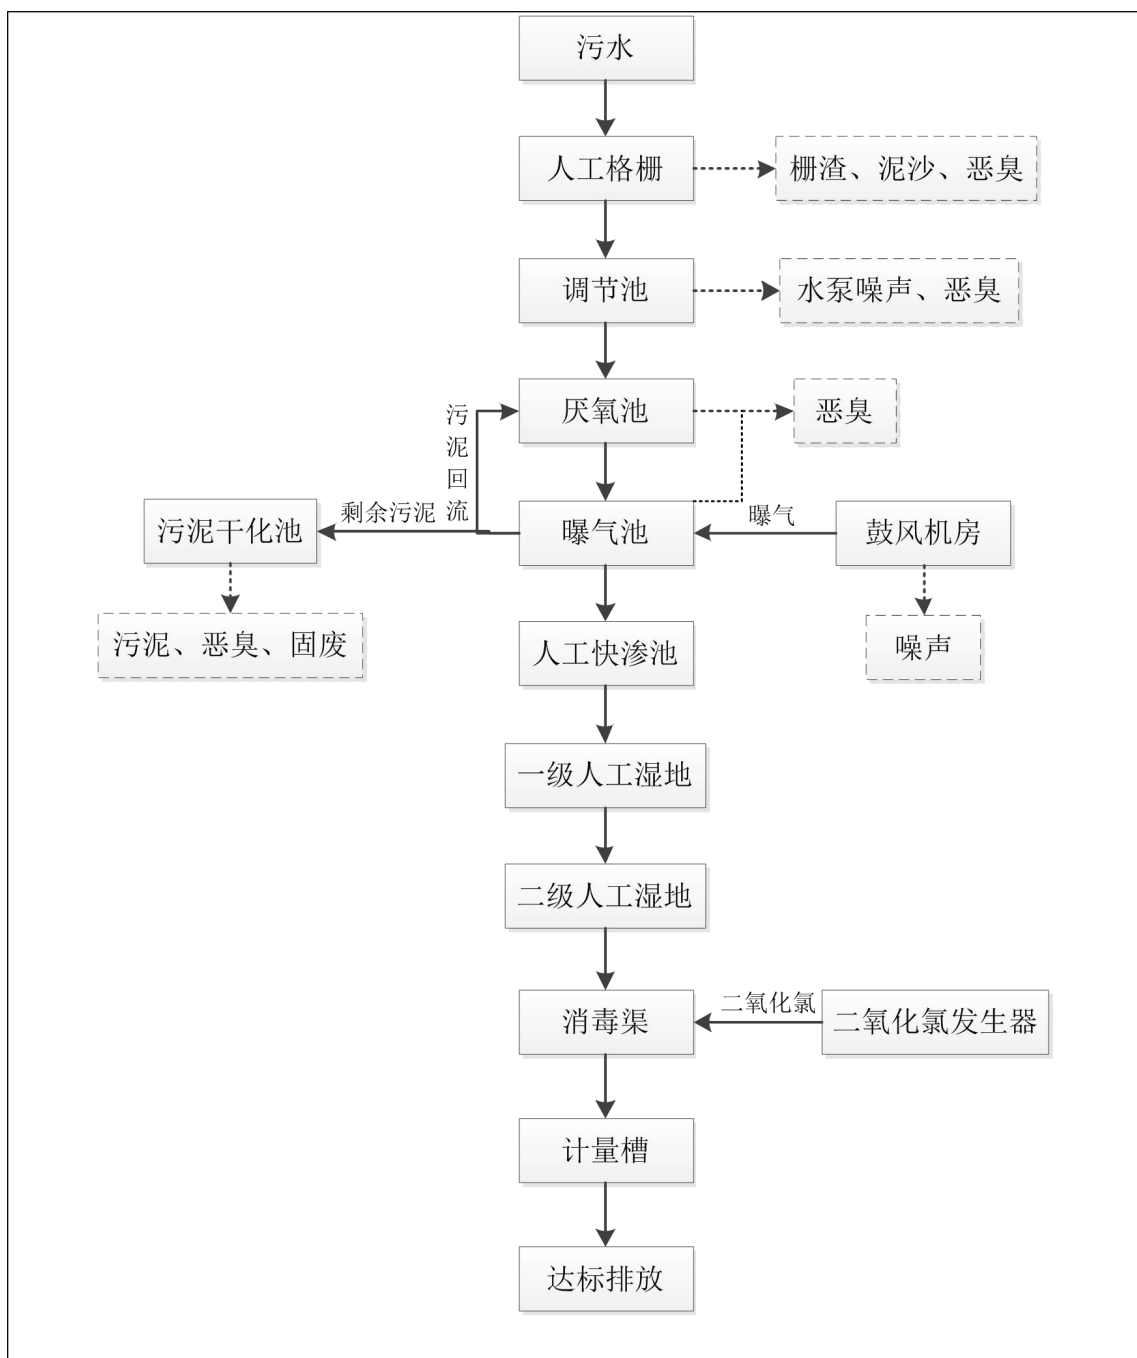 污水
人工格栅
栅渣、泥沙、恶臭
调节池
水泵噪声、恶臭
厌氧池
恶臭
污泥回流
剩余污泥
污泥干化池
曝气池
曝气
鼓风机房
污泥、恶臭、固废
人工快渗池
噪声
一级人工湿地
二级人工湿地
消毒渠
二氧化氯
二氧化氯发生器
计量槽
达标排放